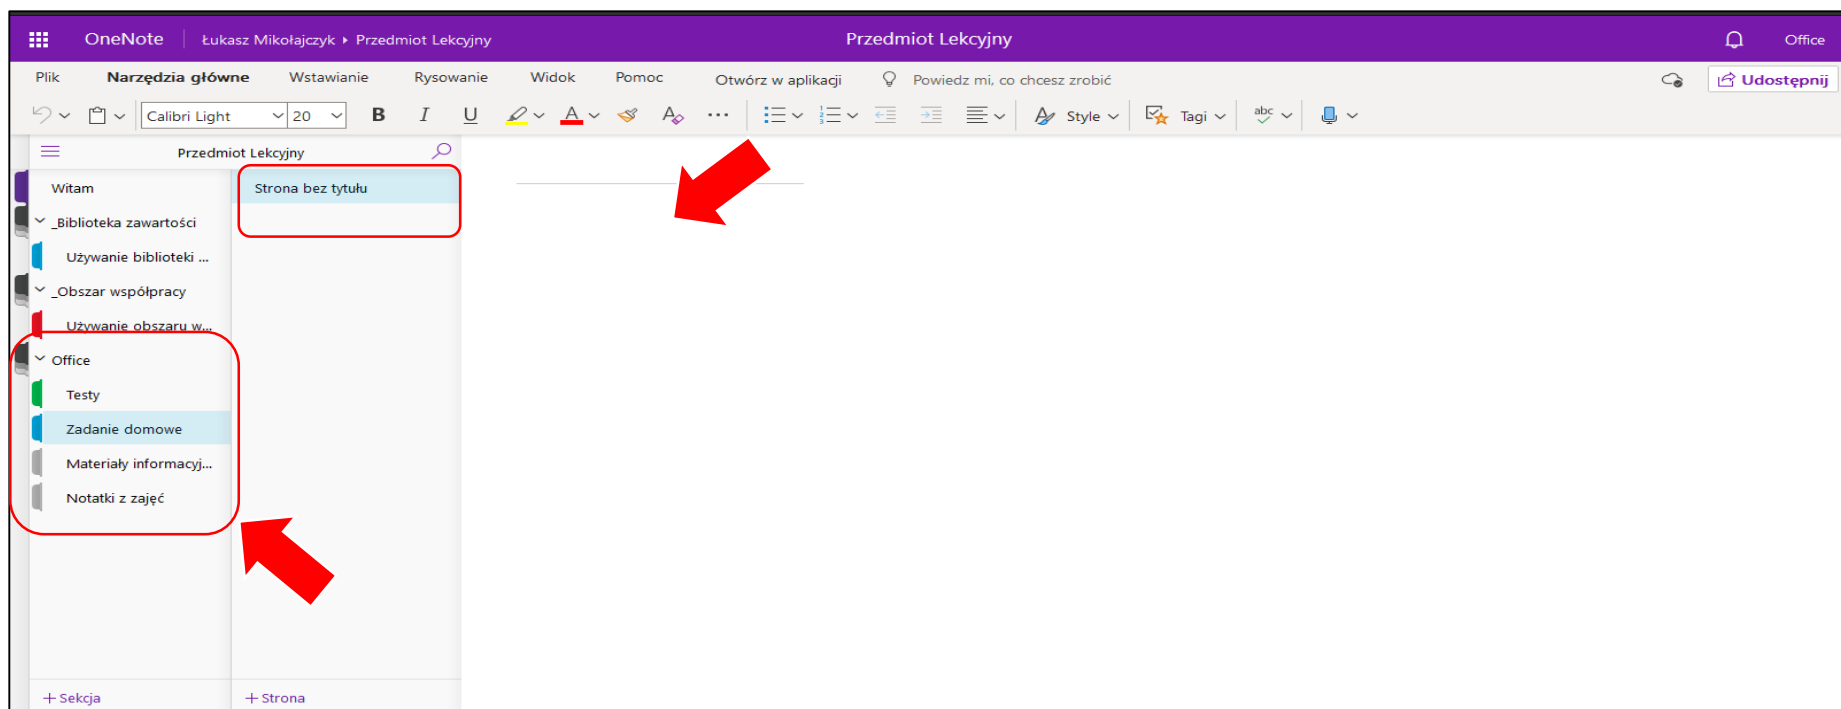 OneNote Łukasz Mikołajczyk Przedmiot Lekcyjny Przedmiot Lekcyjny Office
Plik Narzędzia główne Wstawianie Rysowanie Widok Pomoc Otwórz w aplikacji Powiedz mi, co chcesz zrobić Udostępnij
Calibri Light 20 B I U A A Style Tagi abc
Przedmiot Lekcyjny
Witam
_Biblioteka zawartości
Używanie biblioteki ...
_Obszar współpracy
Używanie obszaru w...
Office
Testy
Zadanie domowe
Materiały informacyj...
Notatki z zajęć
+ Sekcja
Strona bez tytułu
+ Strona